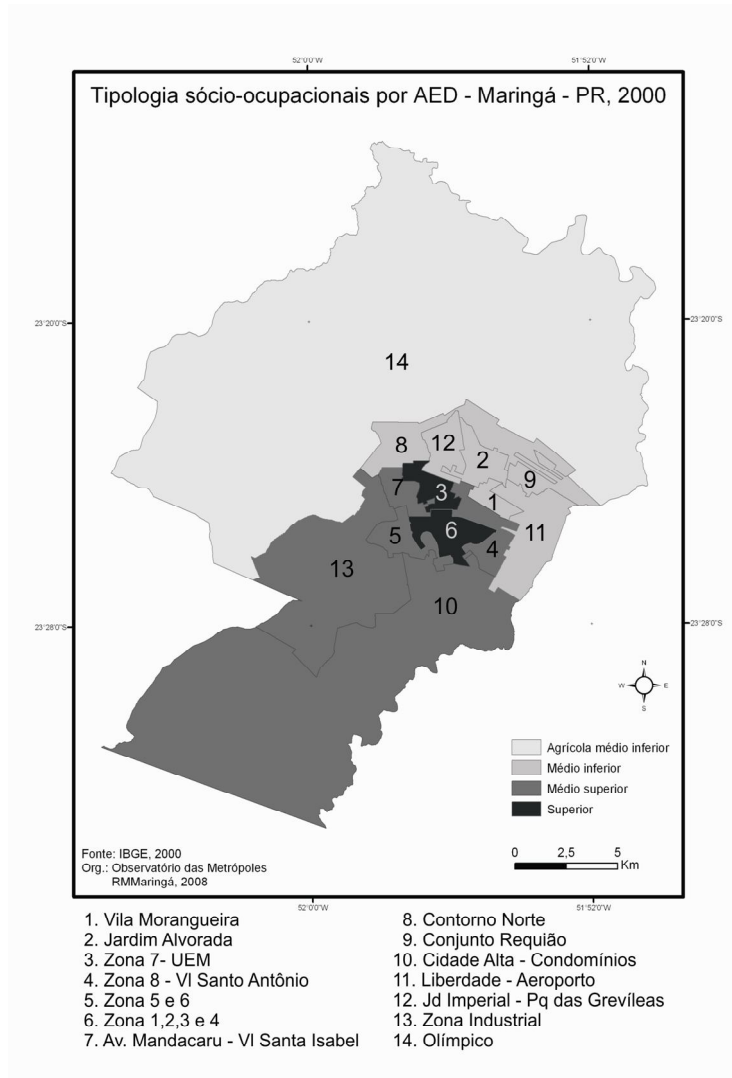 52°0'0"W 51°52'0"W
Tipologia sócio-ocupacionais por AED - Maringá - PR, 2000
23°20'0"S 23°20'0"S
14
8 12 2
7 3 9
1
5 6 4 11
13
10
23°28'0"S 23°28'0"S
N
W E
S
Agrícola médio inferior
Médio inferior
Médio superior
Superior
Fonte: IBGE, 2000
Org.: Observatório das Metrópoles
RMMaringá, 2008
0 2,5 5
Km
52°0'0"W 51°52'0"W
1. Vila Morangueira
2. Jardim Alvorada
3. Zona 7- UEM
4. Zona 8 - Vl Santo Antônio
5. Zona 5 e 6
6. Zona 1,2,3 e 4
7. Av. Mandacaru - Vl Santa Isabel
8. Contorno Norte
9. Conjunto Requião
10. Cidade Alta - Condomínios
11. Liberdade - Aeroporto
12. Jd Imperial - Pq das Grevíleas
13. Zona Industrial
14. Olímpico